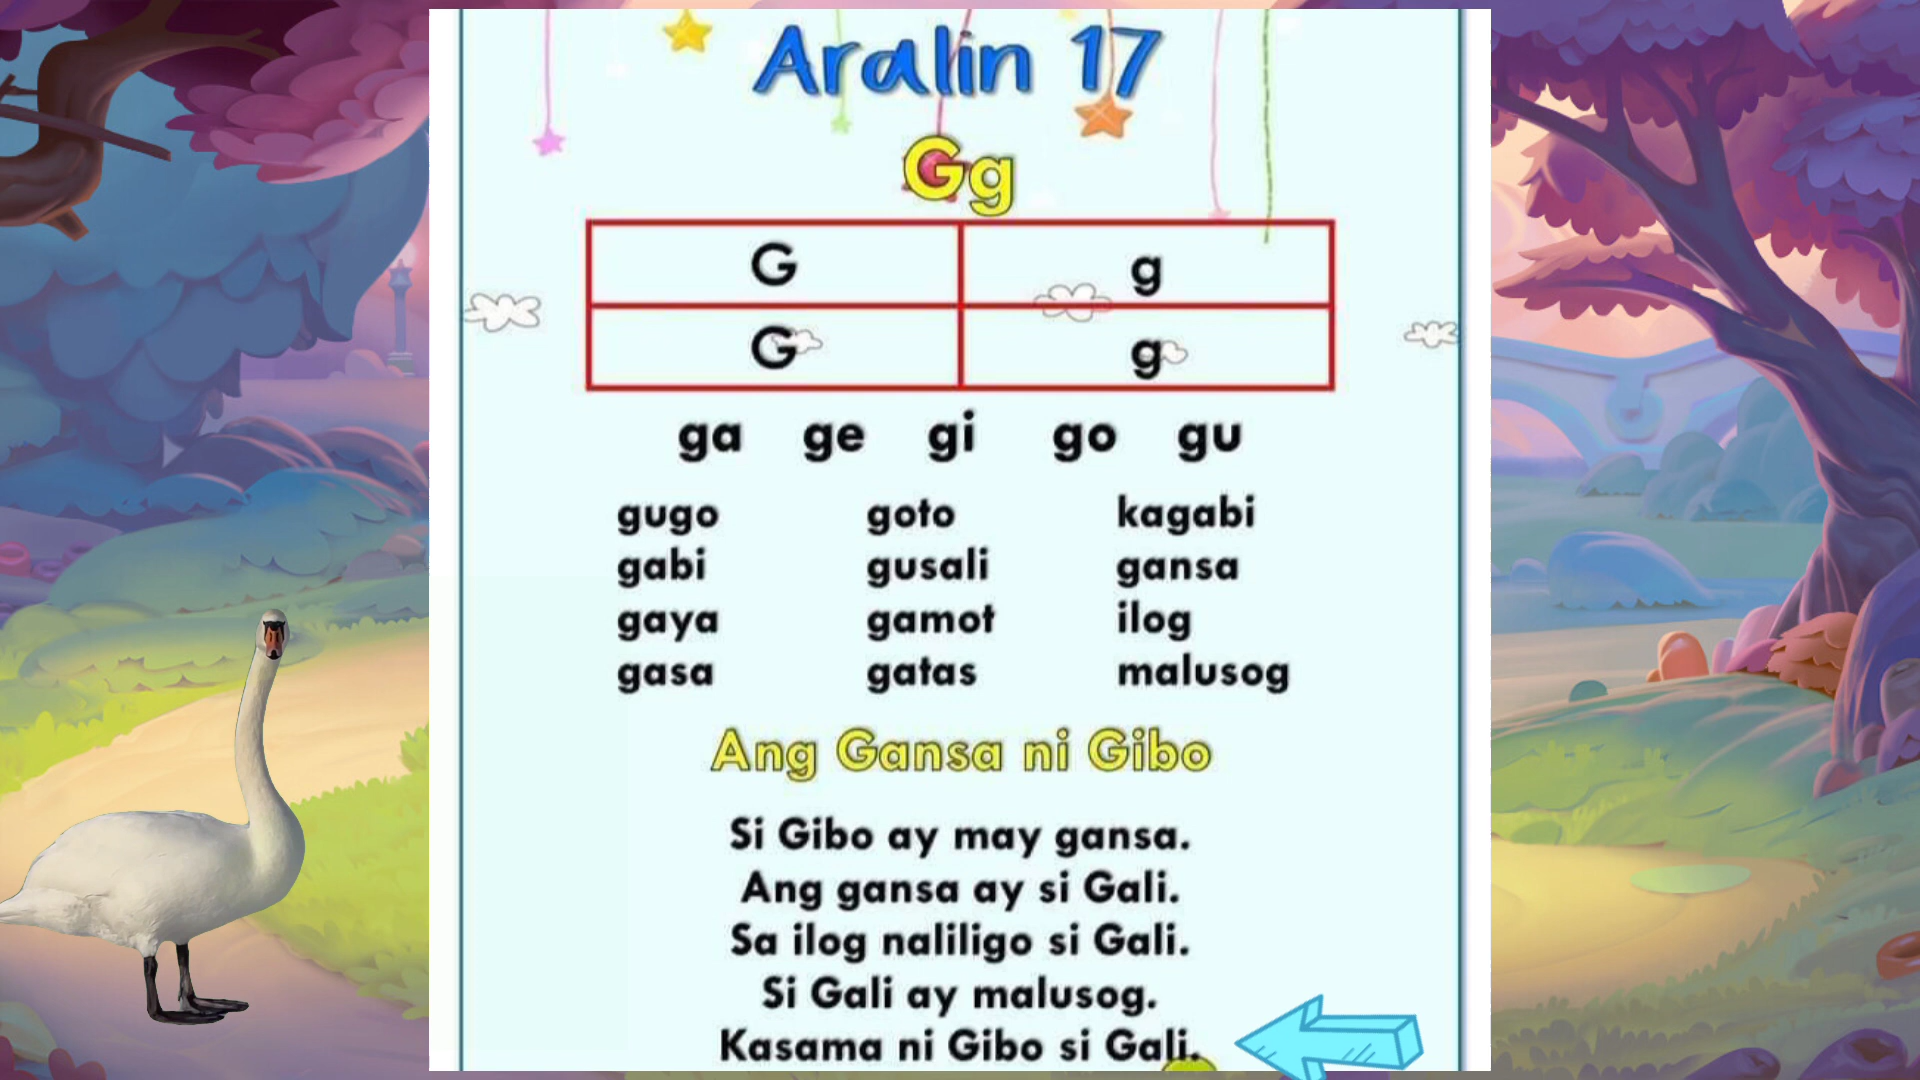 Aralin 17
Gg
G g
G g
ga ge gi go gu
gugo goto kagabi
gabi gusali gansa
gaya gamot ilog
gasa gatas malusog
Ang Gansa ni Gibo
Si Gibo ay may gansa.
Ang gansa ay si Gali.
Sa ilog naliligo si Gali.
Si Gali ay malusog.
Kasama ni Gibo si Gali.